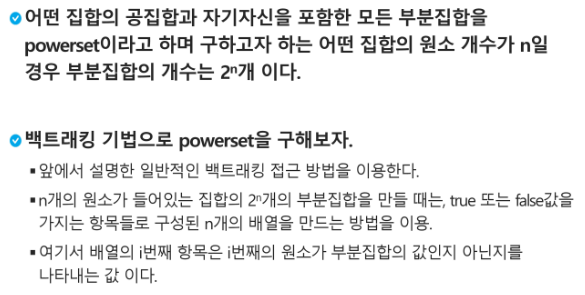 어떤 집합의 공집합과 자기자신을 포함한 모든 부분집합을
powerset이라고 하며 구하고자 하는 어떤 집합의 원소 개수가 n일
경우 부분집합의 개수는 2ⁿ개 이다.
백트래킹 기법으로 powerset을 구해보자.
▪ 앞에서 설명한 일반적인 백트래킹 접근 방법을 이용한다.
▪ n개의 원소가 들어있는 집합의 2ⁿ개의 부분집합을 만들 때는, true 또는 false값을
가지는 항목들로 구성된 n개의 배열을 만드는 방법을 이용.
▪ 여기서 배열의 i번째 항목은 i번째의 원소가 부분집합의 값인지 아닌지를
나타내는 값 이다.